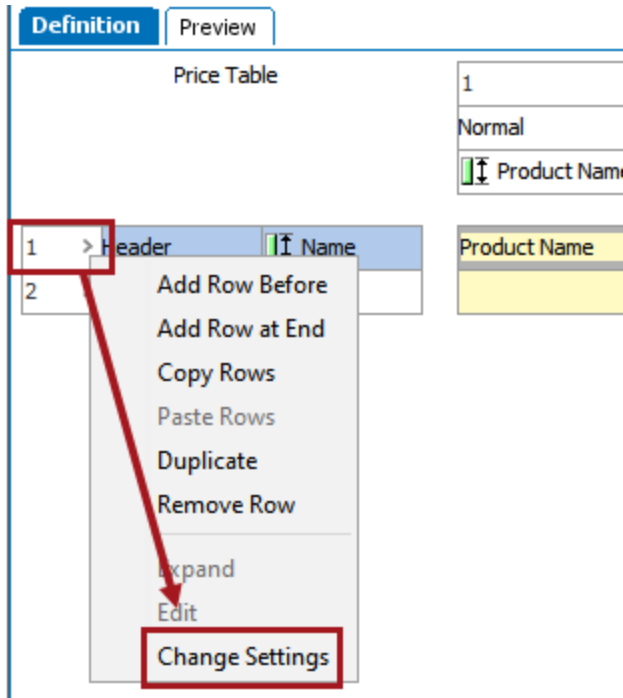 Definition Preview
Price Table
1
Normal
Product Name
1 > Header Name Product Name
2
Add Row Before
Add Row at End
Copy Rows
Paste Rows
Duplicate
Remove Row
Expand
Edit
Change Settings